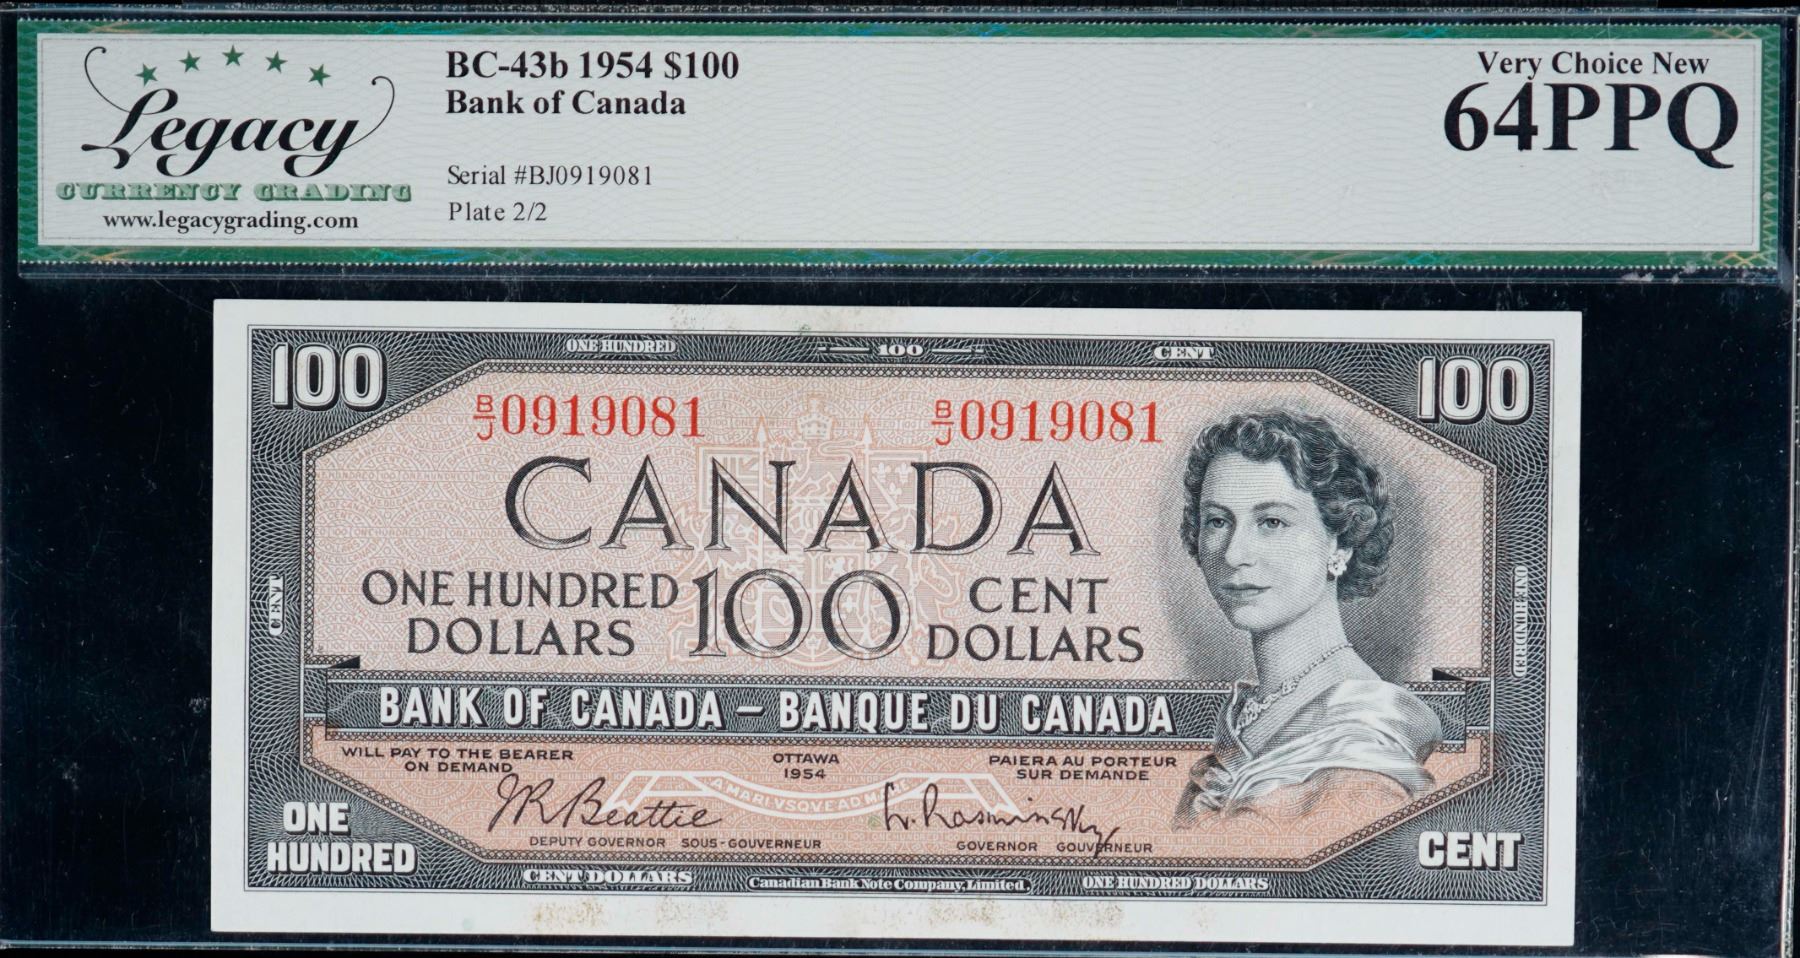 Legacy
CURRENCY GRADING
www.legacygrading.com
BC-43b 1954 $100
Bank of Canada
Serial #BJ0919081
Plate 2/2
Very Choice New
64PPQ
ONE HUNDRED 100 CENT
100 100
B/J 0919081 B/J 0919081
CANADA
ONE HUNDRED DOLLARS 100 CENT DOLLARS
CENT
ONE HUNDRED
BANK OF CANADA – BANQUE DU CANADA
WILL PAY TO THE BEARER
ON DEMAND
OTTAWA
1954
PAIERA AU PORTEUR
SUR DEMANDE
A MARI VSQVE AD MARE
JR Beattie
L. Rasminsky
DEPUTY GOVERNOR SOUS-GOUVERNEUR
GOVERNOR GOUVERNEUR
ONE
HUNDRED
CENT
CENT DOLLARS
Canadian Bank Note Company, Limited.
ONE HUNDRED DOLLARS